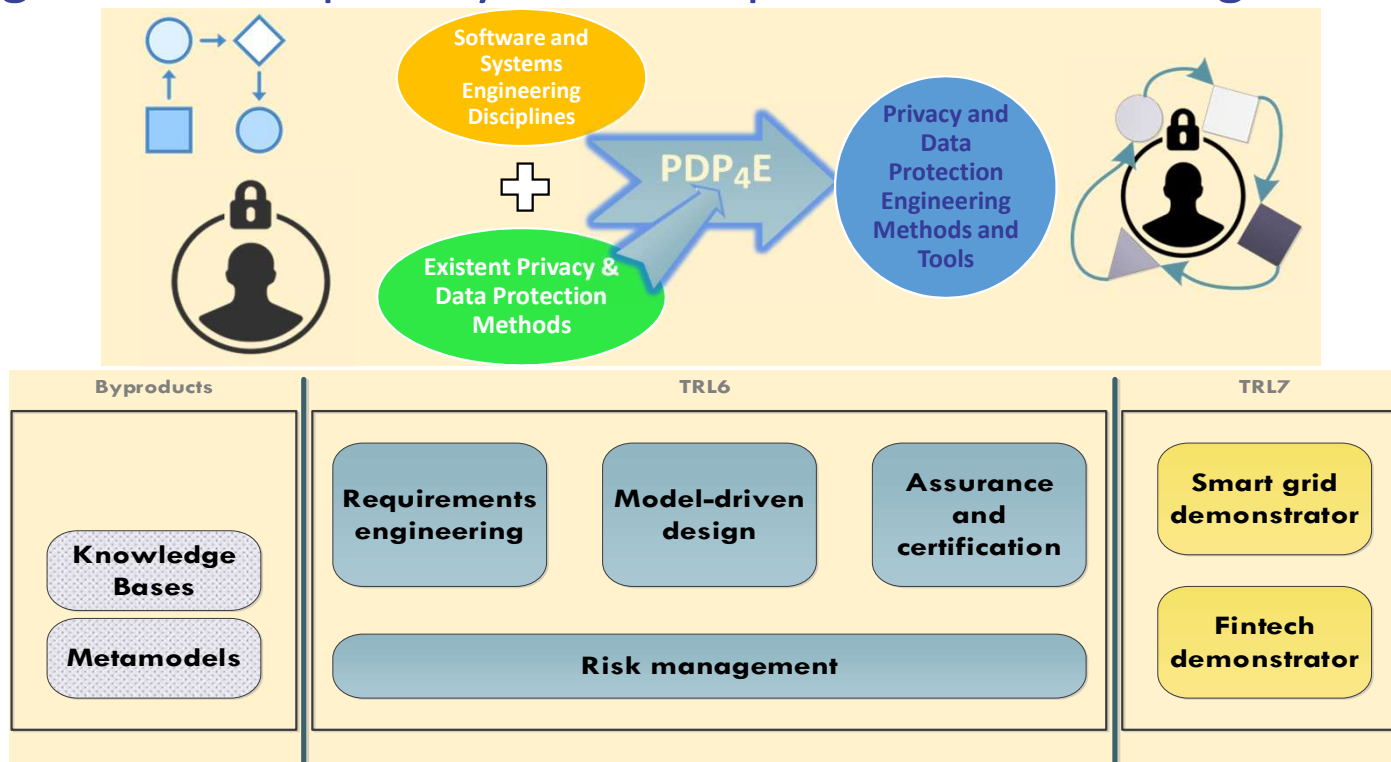 Software and
Systems
Engineering
Disciplines
PDP4E
Existent Privacy &
Data Protection
Methods
Privacy and
Data
Protection
Engineering
Methods and
Tools
Byproducts
TRL6
TRL7
Knowledge
Bases
Metamodels
Requirements
engineering
Model-driven
design
Assurance
and
certification
Risk management
Smart grid
demonstrator
Fintech
demonstrator